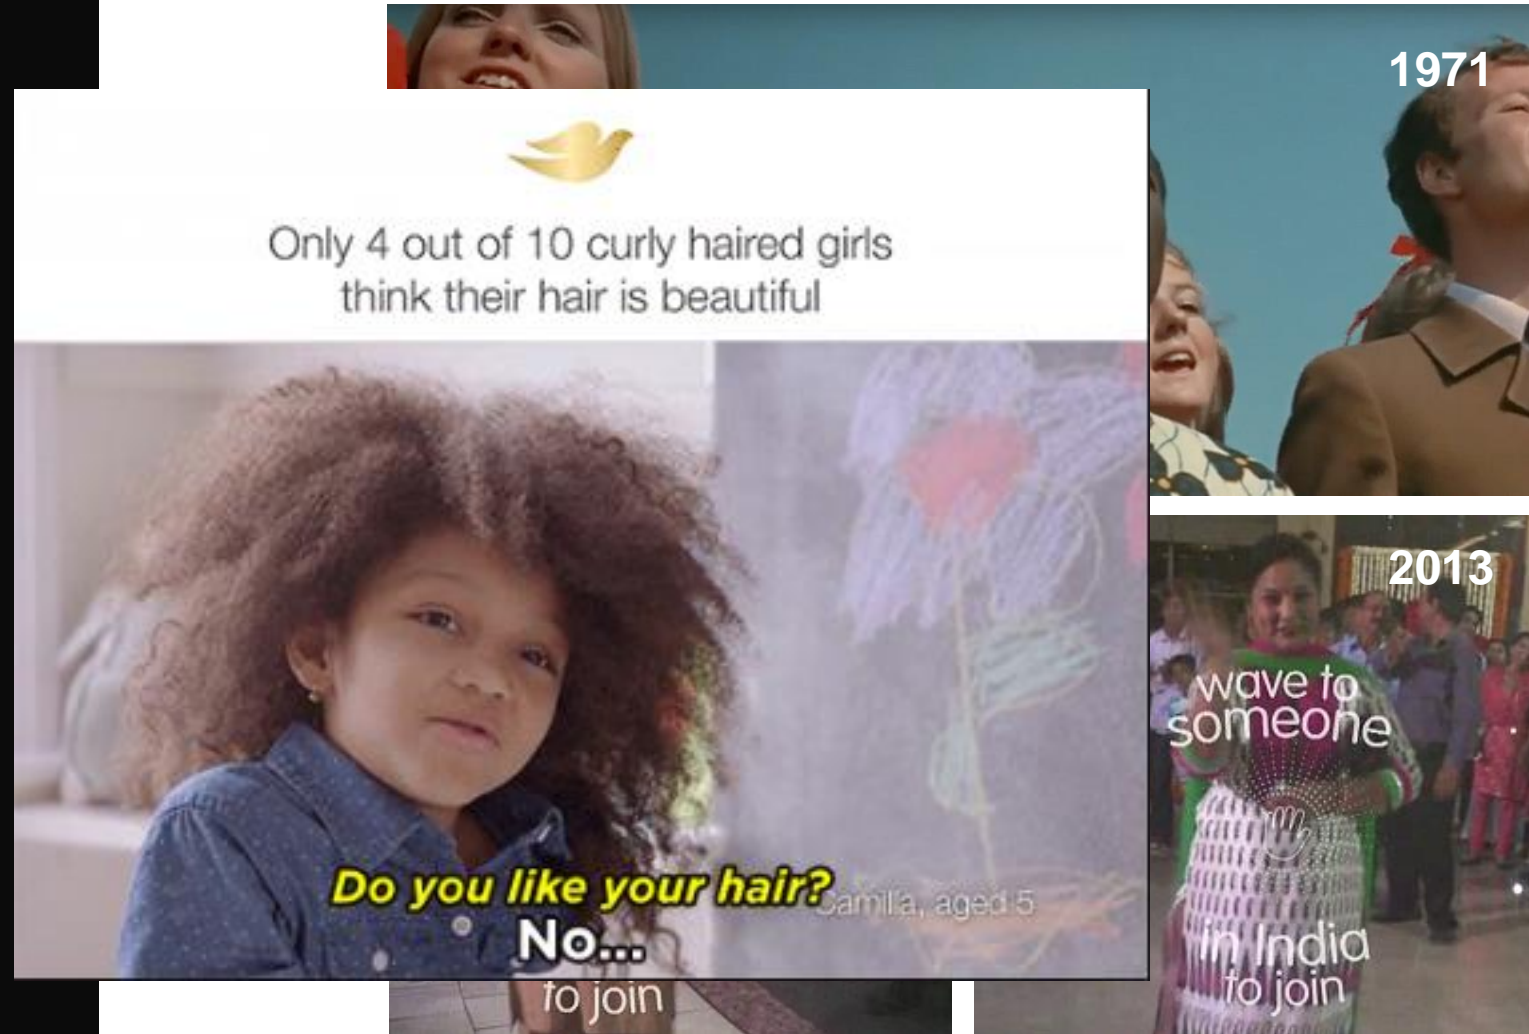 1971
Only 4 out of 10 curly haired girls
think their hair is beautiful
2013
wave to
someone
Do you like your hair?
Camilla, aged 5
No...
in India
to join
to join